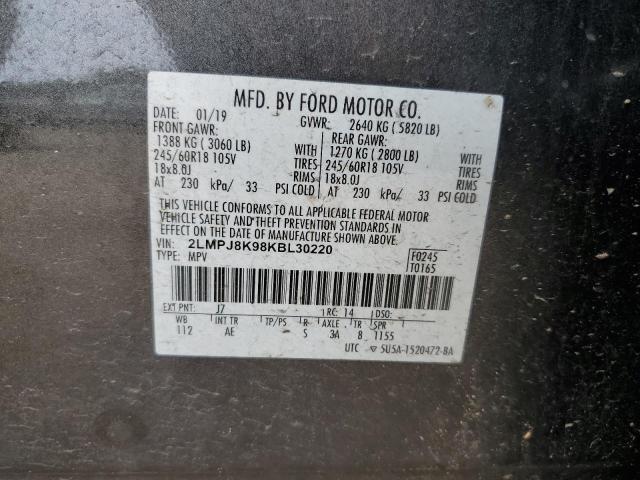 MFD. BY FORD MOTOR CO.
DATE: 01/19 GVWR: 2640 KG ( 5820 LB)
FRONT GAWR: REAR GAWR:
1388 KG ( 3060 LB) WITH 1270 KG ( 2800 LB) WITH
245/60R18 105V TIRES 245/60R18 105V TIRES
18x8.0J RIMS 18x8.0J RIMS
AT 230 kPa/ 33 PSI COLD AT 230 kPa/ 33 PSI COLD
THIS VEHICLE CONFORMS TO ALL APPLICABLE FEDERAL MOTOR
VEHICLE SAFETY AND THEFT PREVENTION STANDARDS IN
EFFECT ON THE DATE OF MANUFACTURE SHOWN ABOVE.
VIN: 2LMPJ8K98KBL30220 F0245
TYPE: MPV T0165
EXT PNT: J7 RC: 14 DSO:
WB INT TR TP/PS R AXLE TR SPR
112 AE S 3A 8 1155
UTC ▽ 5U5A-1520472-BA